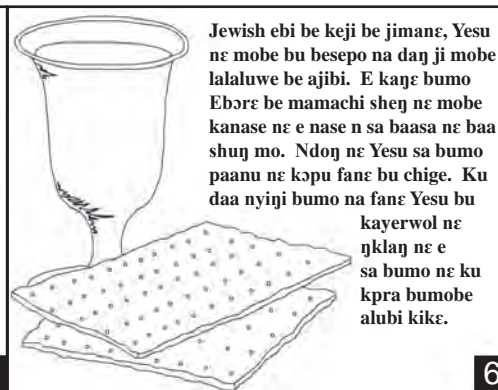 Jewish ebi be keji be jimanɛ, Yesu
nɛ mobe bu besepo na daŋ ji mobe
lalaluwe be ajibi. E kaŋɛ bumo
Ebɔrɛ be mamachi sheŋ nɛ mobe
kanase nɛ e nase n sa baasa nɛ baa
shuŋ mo. Ndoŋ nɛ Yesu sa bumo
paanu nɛ kɔpu fanɛ bu chige. Ku
daa nyiŋi bumo na fanɛ Yesu bu
kayerwol nɛ
ŋklaŋ nɛ e
sa bumo nɛ ku
kpra bumobe
alubi kikɛ.
6